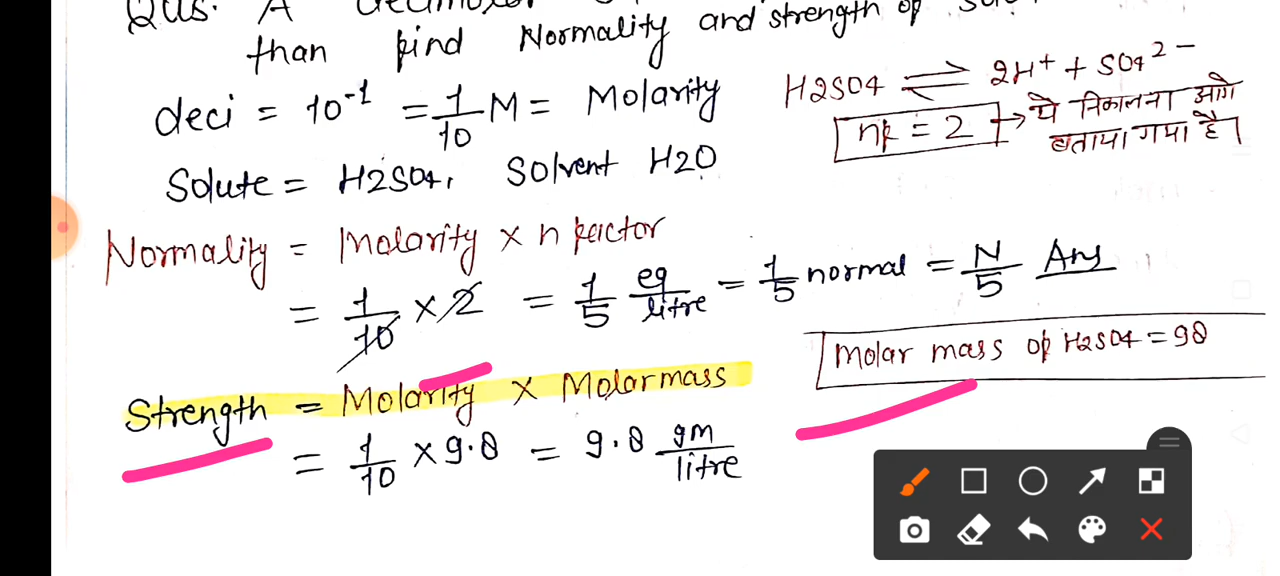 Qus. A
than find Normality and strength of
deci = 10⁻¹ = 1/10 M = Molarity
H2SO4 ⇌ 2H⁺ + SO4²⁻
nf = 2 → ये निकालना आगे
बताया गया है।
Solute = H2SO4, Solvent H2O
Normality = Molarity × n factor
= 1/10 × 2 = 1/5 eq/litre = 1/5 normal = N/5 Ans
Molar mass of H2SO4 = 98
Strength = Molarity × Molarmass
= 1/10 × 9.8 = 9.8 gm/litre